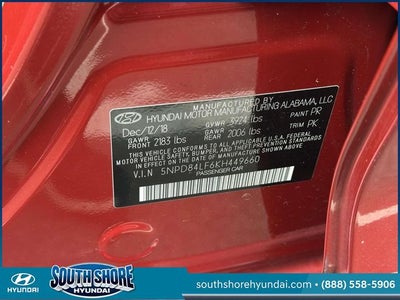 MANUFACTURED BY
HYUNDAI MOTOR MANUFACTURING ALABAMA, LLC
Dec/12/18 GVWR 3924 lbs PAINT PR
GAWR FRONT 2183 lbs GAWR REAR 2006 lbs TRIM PK
THIS VEHICLE CONFORMS TO ALL APPLICABLE U.S.A. FEDERAL
MOTOR VEHICLE SAFETY, BUMPER, AND THEFT PREVENTION
STANDARDS IN EFFECT ON THE DATE OF MANUFACTURE SHOWN ABOVE.
V.I.N 5NPD84LF6KH449660
PASSENGER CAR
HYUNDAI
SOUTH SHORE
HYUNDAI
southshorehyundai.com • (888) 558-5906